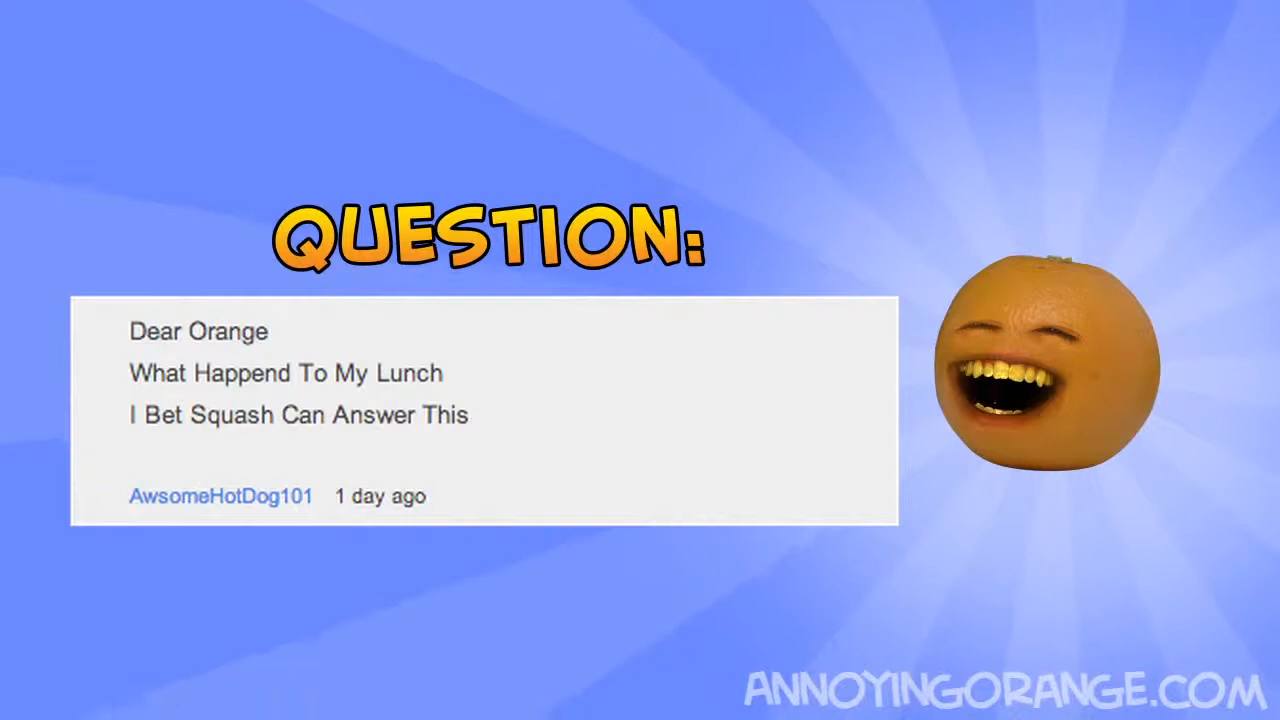 QUESTION:
Dear Orange
What Happend To My Lunch
I Bet Squash Can Answer This
AwsomeHotDog101 1 day ago
ANNOYINGORANGE.COM